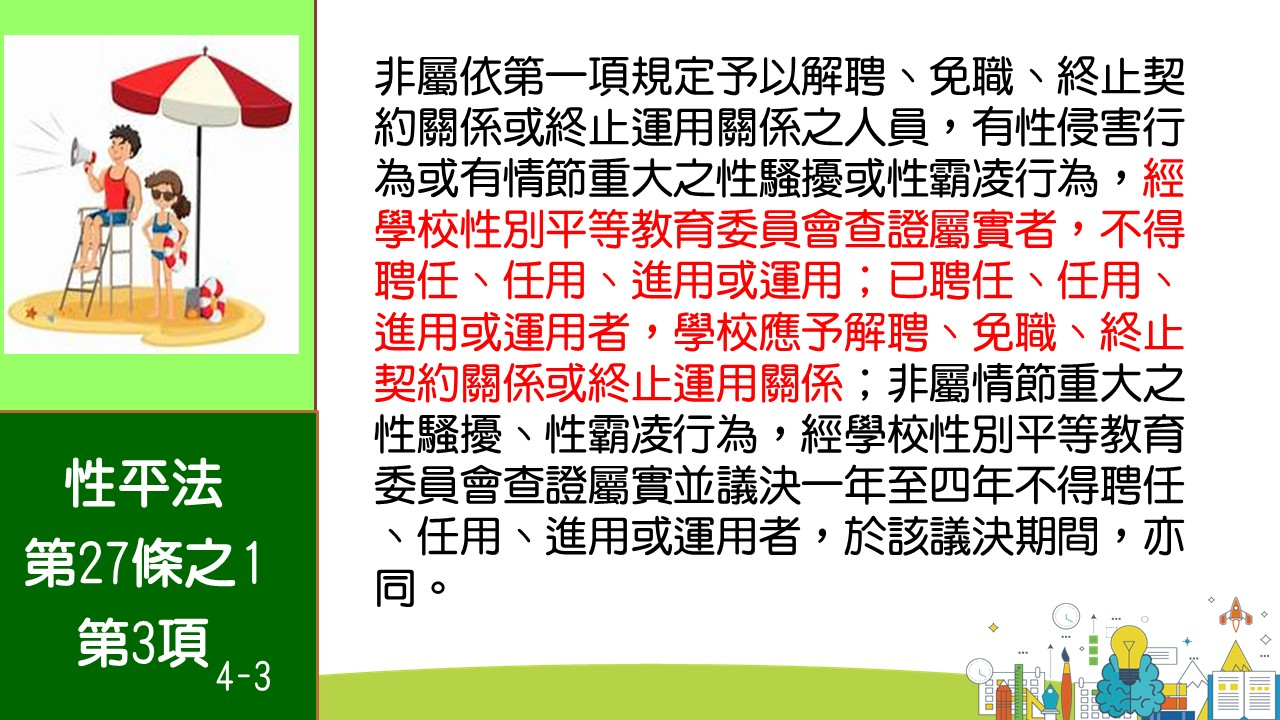 非屬依第一項規定予以解聘、免職、終止契
約關係或終止運用關係之人員，有性侵害行
為或有情節重大之性騷擾或性霸凌行為，經
學校性別平等教育委員會查證屬實者，不得
聘任、任用、進用或運用；已聘任、任用、
進用或運用者，學校應予解聘、免職、終止
契約關係或終止運用關係；非屬情節重大之
性騷擾、性霸凌行為，經學校性別平等教育
委員會查證屬實並議決一年至四年不得聘任
、任用、進用或運用者，於該議決期間，亦
同。
性平法
第27條之1
第3項
4-3